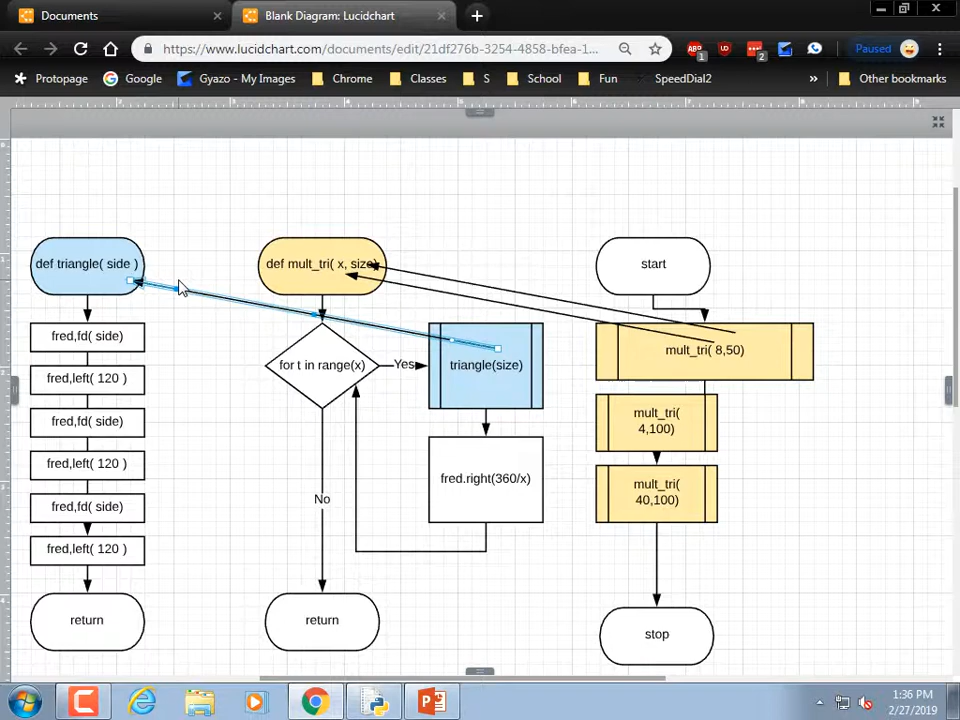 Documents
Blank Diagram: Lucidchart
https://www.lucidchart.com/documents/edit/21df276b-3254-4858-bfea-1...
ABP
1
2
Paused
Protopage
Google
Gyazo - My Images
Chrome
Classes
S
School
Fun
SpeedDial2
»
Other bookmarks
def triangle( side )
def mult_tri( x, size)
start
fred,fd( side)
fred,left( 120 )
fred,fd( side)
fred,left( 120 )
fred,fd( side)
fred,left( 120 )
return
for t in range(x)
Yes
triangle(size)
fred.right(360/x)
No
return
mult_tri( 8,50)
mult_tri(
4,100)
mult_tri(
40,100)
stop
1:36 PM
2/27/2019